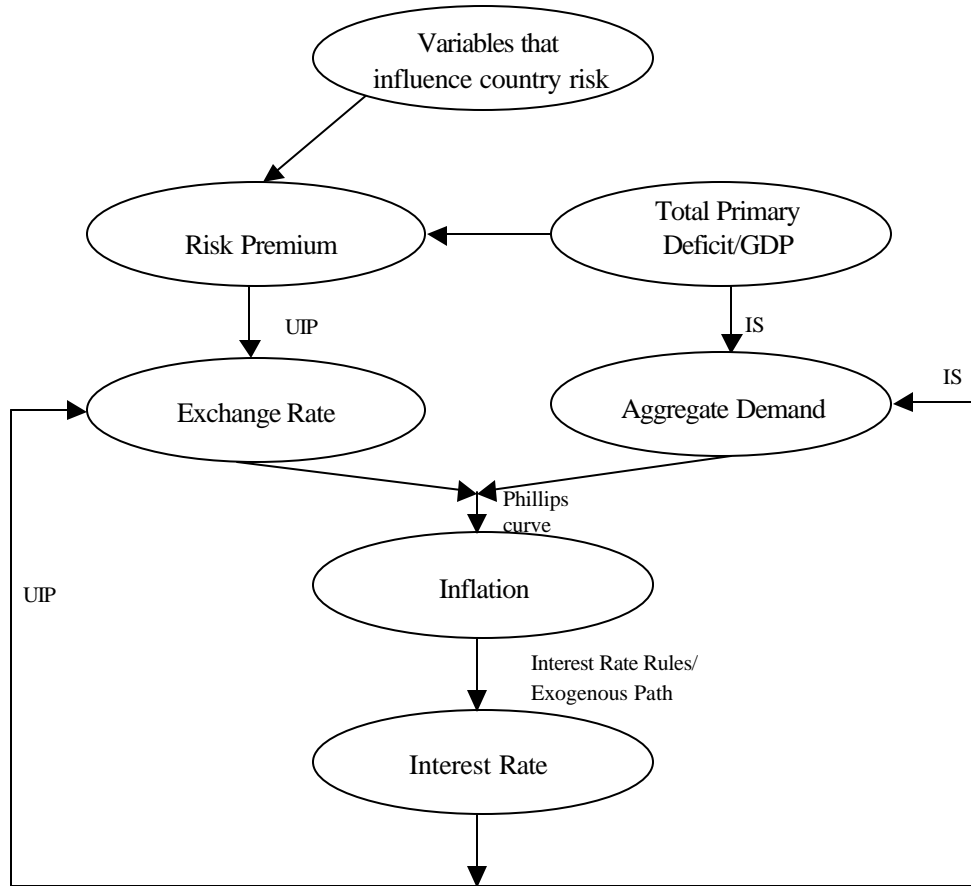 Variables that
influence country risk
Risk Premium
Total Primary
Deficit/GDP
UIP
IS
Exchange Rate
Aggregate Demand
IS
Phillips
curve
Inflation
UIP
Interest Rate Rules/
Exogenous Path
Interest Rate